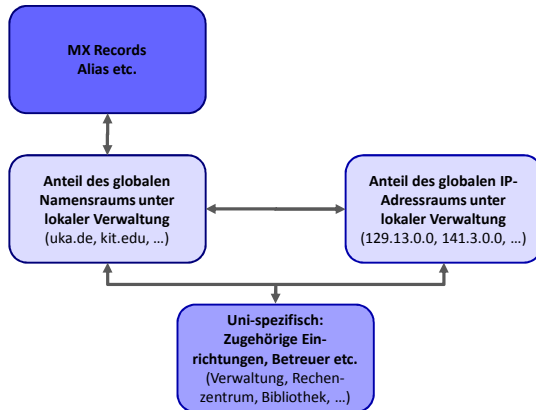 MX Records
Alias etc.
Anteil des globalen
Namensraums unter
lokaler Verwaltung
(uka.de, kit.edu, …)
Anteil des globalen IP-
Adressraums unter
lokaler Verwaltung
(129.13.0.0, 141.3.0.0, …)
Uni-spezifisch:
Zugehörige Ein-
richtungen, Betreuer etc.
(Verwaltung, Rechen-
zentrum, Bibliothek, …)